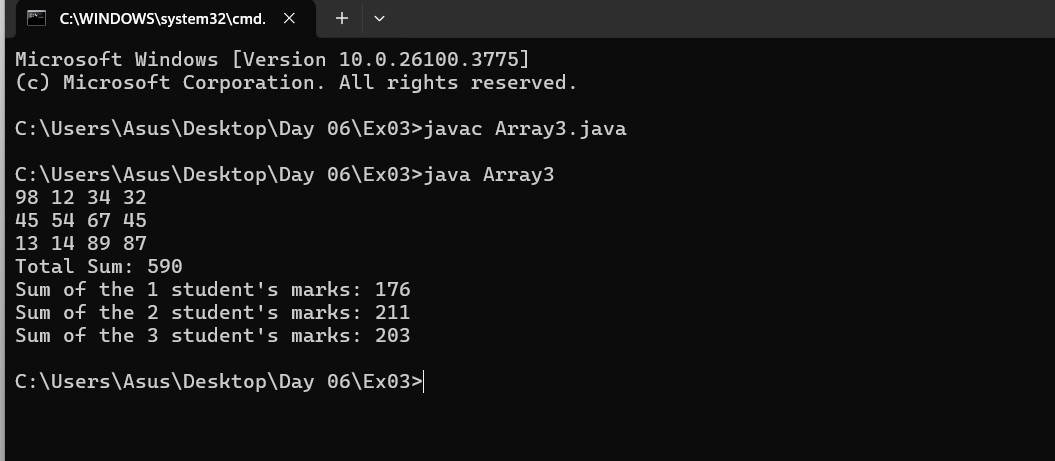 C:\WINDOWS\system32\cmd.
Microsoft Windows [Version 10.0.26100.3775]
(c) Microsoft Corporation. All rights reserved.
C:\Users\Asus\Desktop\Day 06\Ex03>javac Array3.java
C:\Users\Asus\Desktop\Day 06\Ex03>java Array3
98 12 34 32
45 54 67 45
13 14 89 87
Total Sum: 590
Sum of the 1 student's marks: 176
Sum of the 2 student's marks: 211
Sum of the 3 student's marks: 203
C:\Users\Asus\Desktop\Day 06\Ex03>